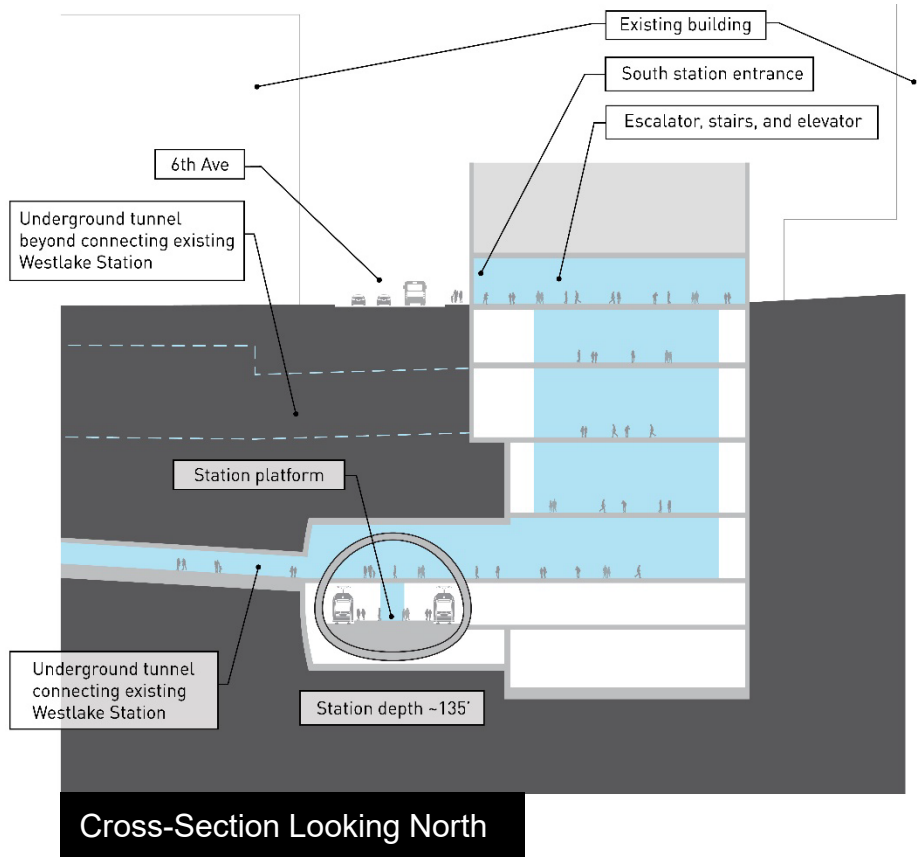 Existing building
South station entrance
Escalator, stairs, and elevator
6th Ave
Underground tunnel
beyond connecting existing
Westlake Station
Station platform
Underground tunnel
connecting existing
Westlake Station
Station depth ~135'
Cross-Section Looking North